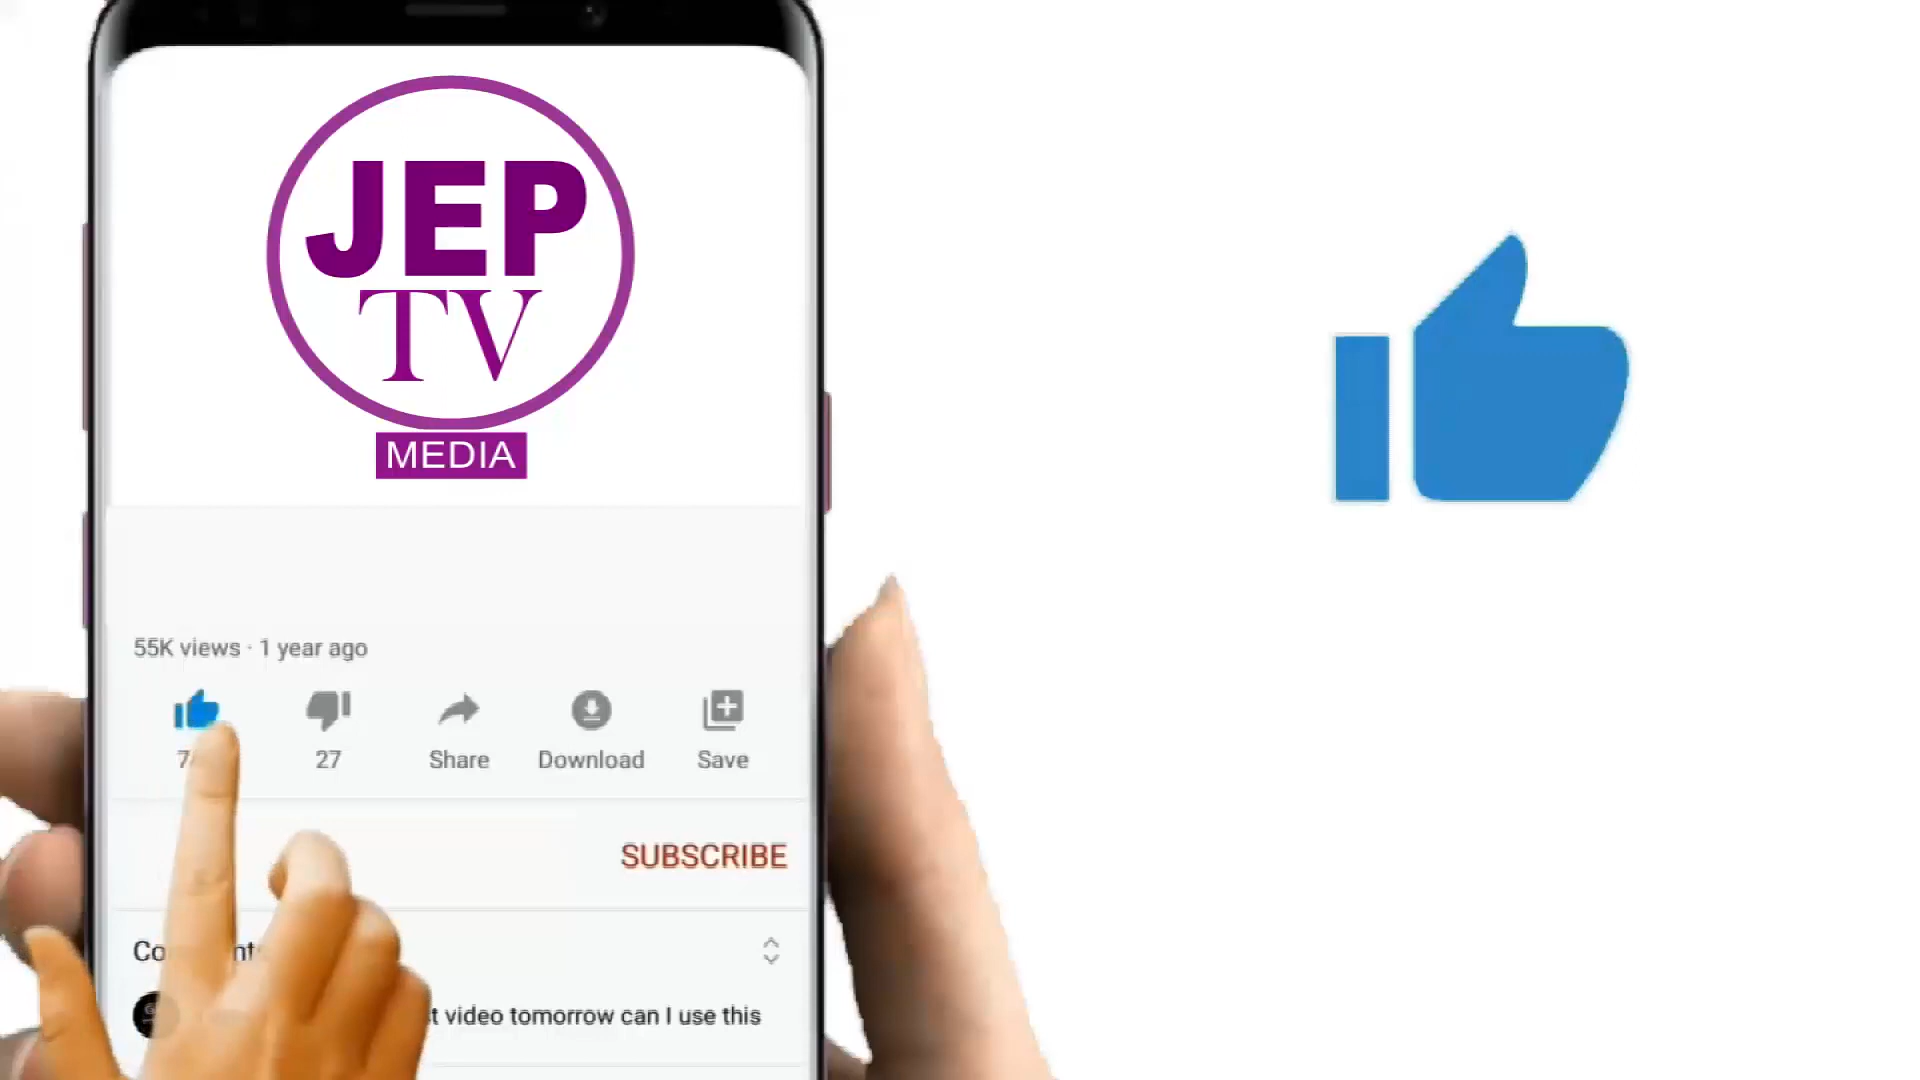 JEP
TV
MEDIA
55K views · 1 year ago
27
Share
Download
Save
SUBSCRIBE
video tomorrow can I use this